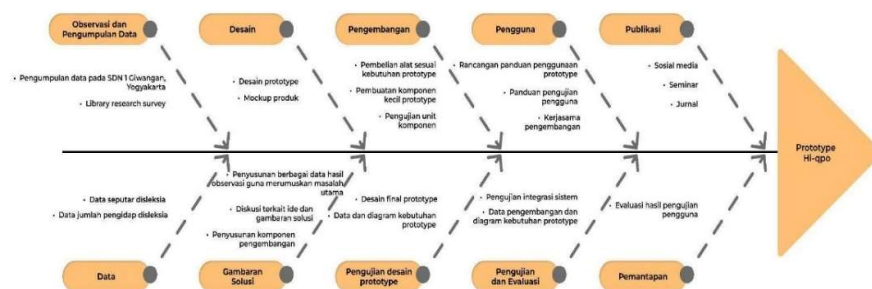 Observasi dan
Pengumpulan Data
Desain
Pengembangan
Pengguna
Publikasi
• Pengumpulan data pada SDN 1 Giwangan,
Yogyakarta
• Library research survey
• Desain prototype
• Mockup produk
• Pembelian alat sesuai
kebutuhan prototype
• Pembuatan komponen
kecil prototype
• Pengujian unit
komponen
• Rancangan panduan penggunaan
prototype
• Panduan pengujian
pengguna
• Kerjasama
pengembangan
• Sosial media
• Seminar
• Jurnal
Prototype
Hi-qpo
• Data seputar disleksia
• Data jumlah pengidap disleksia
• Penyusunan berbagai data hasil
observasi guna merumuskan masalah
utama
• Diskusi terkait ide dan
gambaran solusi
• Penyusunan komponen
pengembangan
• Desain final prototype
• Data dan diagram kebutuhan
prototype
• Pengujian integrasi sistem
• Data pengembangan dan
diagram kebutuhan prototype
• Evaluasi hasil pengujian
pengguna
Data
Gambaran
Solusi
Pengujian desain
prototype
Pengujian
dan Evaluasi
Pemantapan